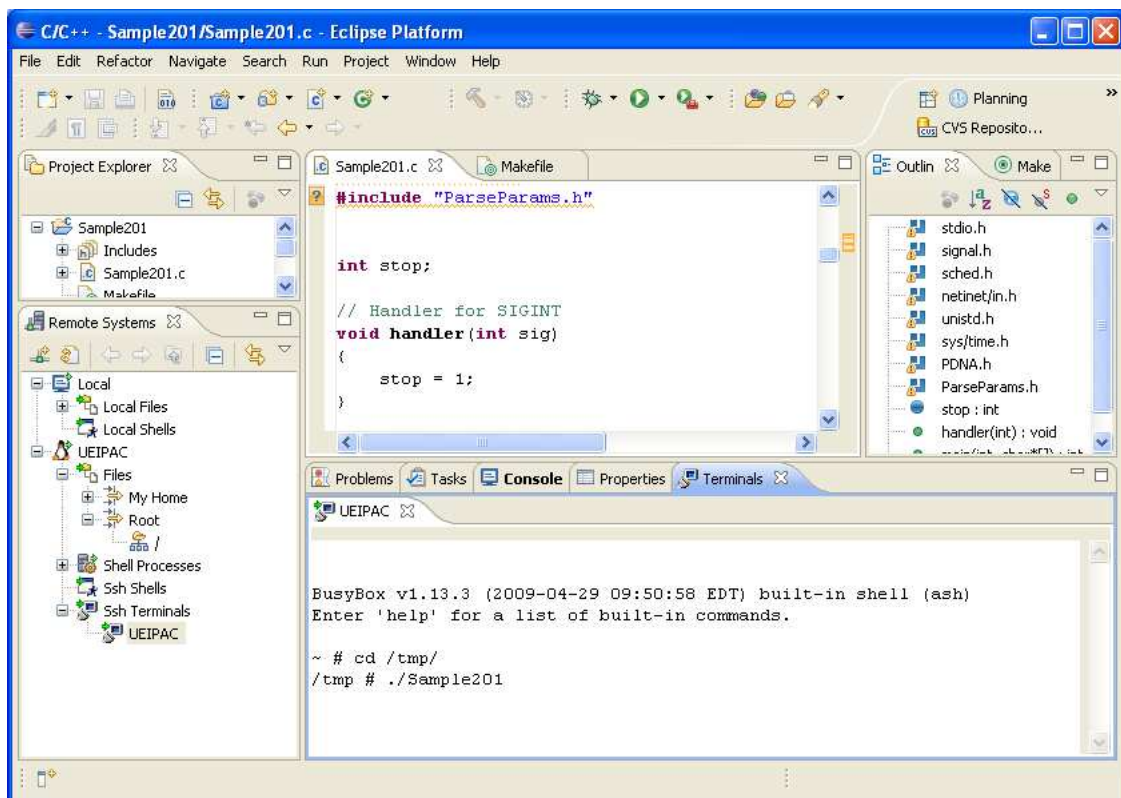 C/C++ - Sample201/Sample201.c - Eclipse Platform
File Edit Refactor Navigate Search Run Project Window Help
Planning
CVS Reposito...
Project Explorer
Sample201
Includes
Sample201.c
Makefile
Remote Systems
Local
Local Files
Local Shells
UEIPAC
Files
My Home
Root
/
Shell Processes
Ssh Shells
Ssh Terminals
UEIPAC
Sample201.c Makefile
#include "ParseParams.h"
int stop;
// Handler for SIGINT
void handler(int sig)
{
stop = 1;
}
Outlin Make
stdio.h
signal.h
sched.h
netinet/in.h
unistd.h
sys/time.h
PDNA.h
ParseParams.h
stop : int
handler(int) : void
main(int, char*[]) : int
Problems Tasks Console Properties Terminals
UEIPAC
BusyBox v1.13.3 (2009-04-29 09:50:58 EDT) built-in shell (ash)
Enter 'help' for a list of built-in commands.
~ # cd /tmp/
/tmp # ./Sample201